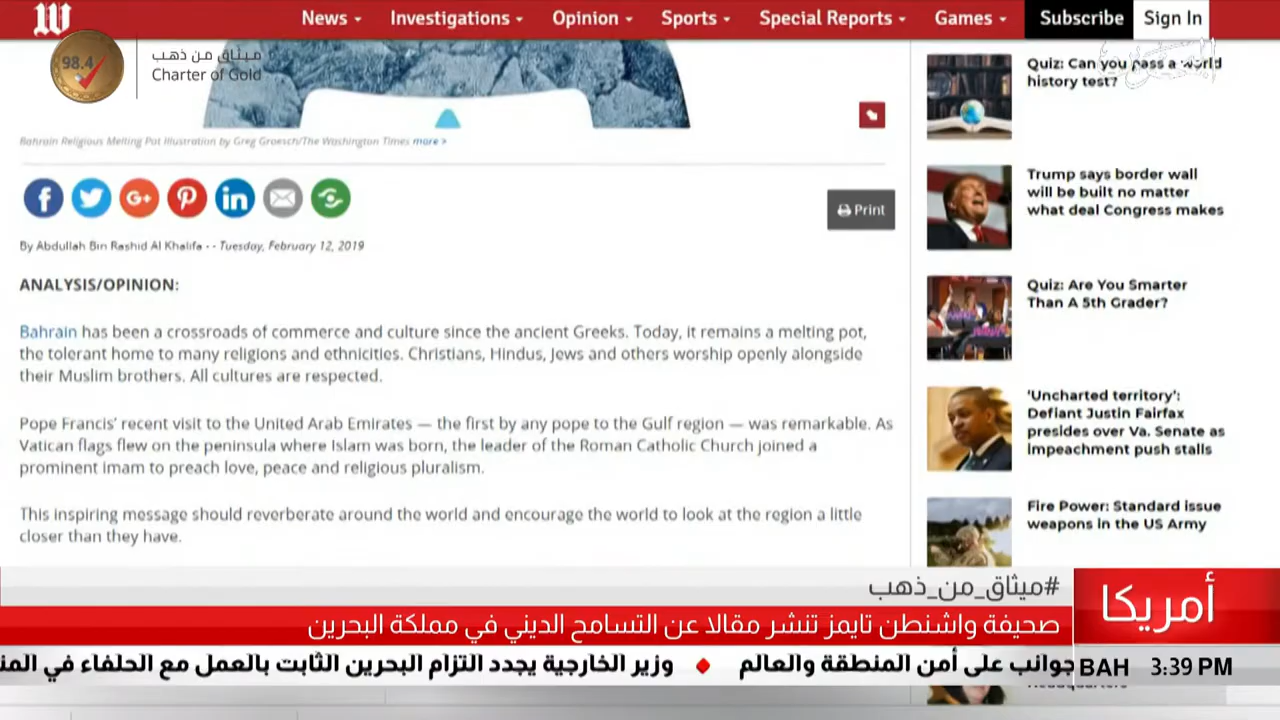 W
News
Investigations
Opinion
Sports
Special Reports
Games
Subscribe
Sign In
98.4
ميثاق من ذهب
Charter of Gold
Bahrain Religious Melting Pot Illustration by Greg Groesch/The Washington Times more >
Print
By Abdullah Bin Rashid Al Khalifa - - Tuesday, February 12, 2019
ANALYSIS/OPINION:
Bahrain has been a crossroads of commerce and culture since the ancient Greeks. Today, it remains a melting pot,
the tolerant home to many religions and ethnicities. Christians, Hindus, Jews and others worship openly alongside
their Muslim brothers. All cultures are respected.
Pope Francis' recent visit to the United Arab Emirates — the first by any pope to the Gulf region — was remarkable. As
Vatican flags flew on the peninsula where Islam was born, the leader of the Roman Catholic Church joined a
prominent imam to preach love, peace and religious pluralism.
This inspiring message should reverberate around the world and encourage the world to look at the region a little
closer than they have.
Quiz: Can you pass a world
history test?
Trump says border wall
will be built no matter
what deal Congress makes
Quiz: Are You Smarter
Than A 5th Grader?
'Uncharted territory':
Defiant Justin Fairfax
presides over Va. Senate as
impeachment push stalls
Fire Power: Standard issue
weapons in the US Army
#ميثاق_من_ذهب
أمريكا
صحيفة واشنطن تايمز تنشر مقالا عن التسامح الديني في مملكة البحرين
جوانب على أمن المنطقة والعالم
وزير الخارجية يجدد التزام البحرين الثابت بالعمل مع الحلفاء في
BAH 3:39 PM